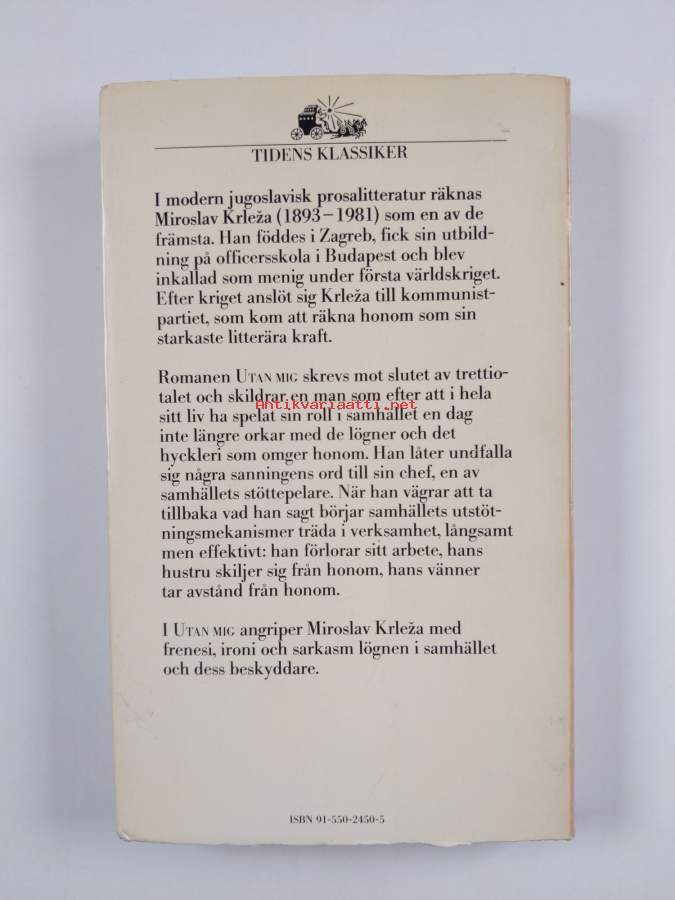 TIDENS KLASSIKER
I modern jugoslavisk prosalitteratur räknas
Miroslav Krleža (1893–1981) som en av de
främsta. Han föddes i Zagreb, fick sin utbild-
ning på officersskola i Budapest och blev
inkallad som menig under första världskriget.
Efter kriget anslöt sig Krleža till kommunist-
partiet, som kom att räkna honom som sin
starkaste litterära kraft.
Romanen UTAN MIG skrevs mot slutet av trettio-
talet och skildrar en man som efter att i hela
Antikvariaatti.net
sitt liv ha spelat sin roll i samhället en dag
inte längre orkar med de lögner och det
hyckleri som omger honom. Han låter undfalla
sig några sanningens ord till sin chef, en av
samhällets stöttepelare. När han vägrar att ta
tillbaka vad han sagt börjar samhällets utstöt-
ningsmekanismer träda i verksamhet, långsamt
men effektivt: han förlorar sitt arbete, hans
hustru skiljer sig från honom, hans vänner
tar avstånd från honom.
I UTAN MIG angriper Miroslav Krleža med
frenesi, ironi och sarkasm lögnen i samhället
och dess beskyddare.
ISBN 91-550-2450-5